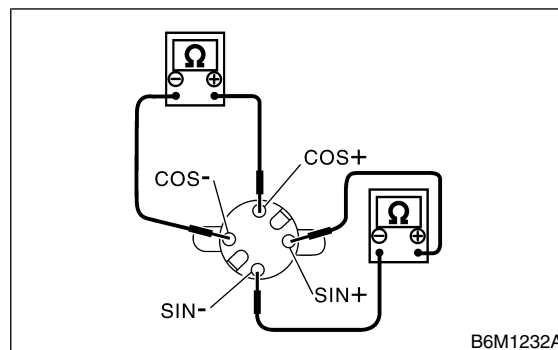 Ω
− +
COS+
COS-
Ω
− +
SIN+
SIN-
B6M1232A